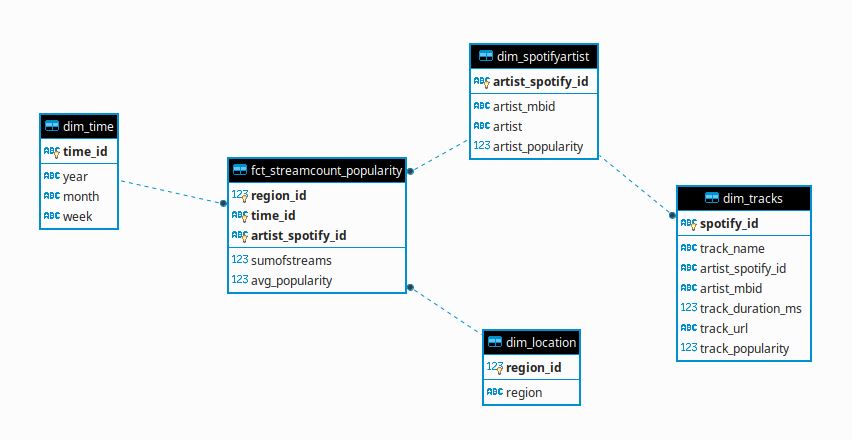 dim_time
ABC time_id
ABC year
ABC month
ABC week
fct_streamcount_popularity
123 region_id
ABC time_id
ABC artist_spotify_id
123 sumofstreams
123 avg_popularity
dim_spotifyartist
ABC artist_spotify_id
ABC artist_mbid
ABC artist
123 artist_popularity
dim_location
123 region_id
ABC region
dim_tracks
ABC spotify_id
ABC track_name
ABC artist_spotify_id
ABC artist_mbid
123 track_duration_ms
ABC track_url
123 track_popularity